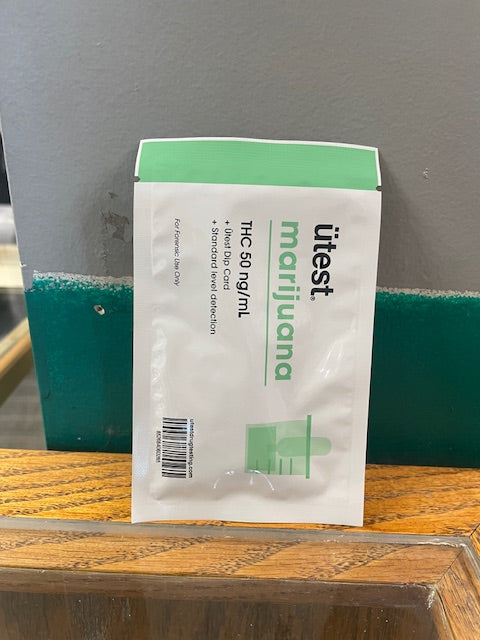 ütest®
marijuana
THC 50 ng/mL
+ Ütest Dip Card
+ Standard level detection
For Forensic Use Only
utestdrugtesting.com